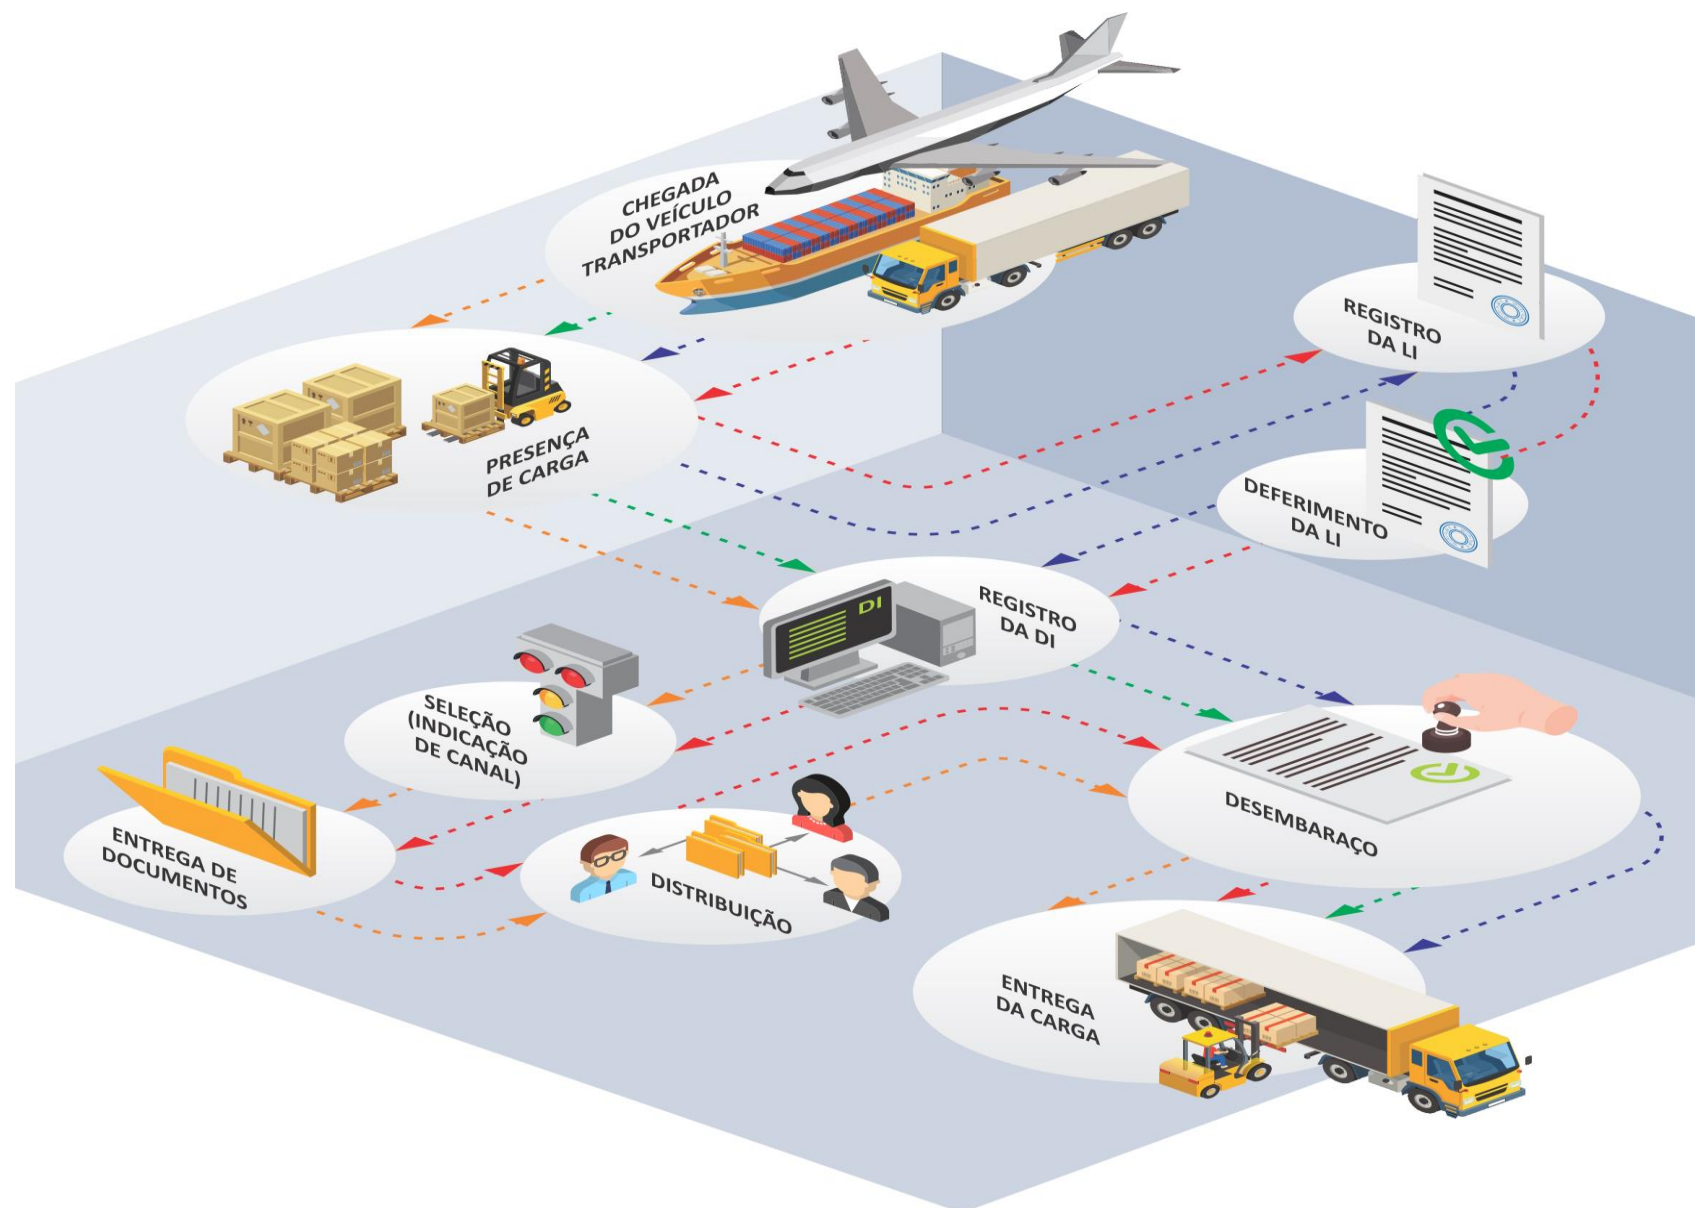 CHEGADA
DO VEÍCULO
TRANSPORTADOR
REGISTRO
DA LI
PRESENÇA
DE CARGA
DEFERIMENTO
DA LI
DI
REGISTRO
DA DI
SELEÇÃO
(INDICAÇÃO
DE CANAL)
DESEMBARAÇO
ENTREGA DE
DOCUMENTOS
DISTRIBUIÇÃO
ENTREGA
DA CARGA